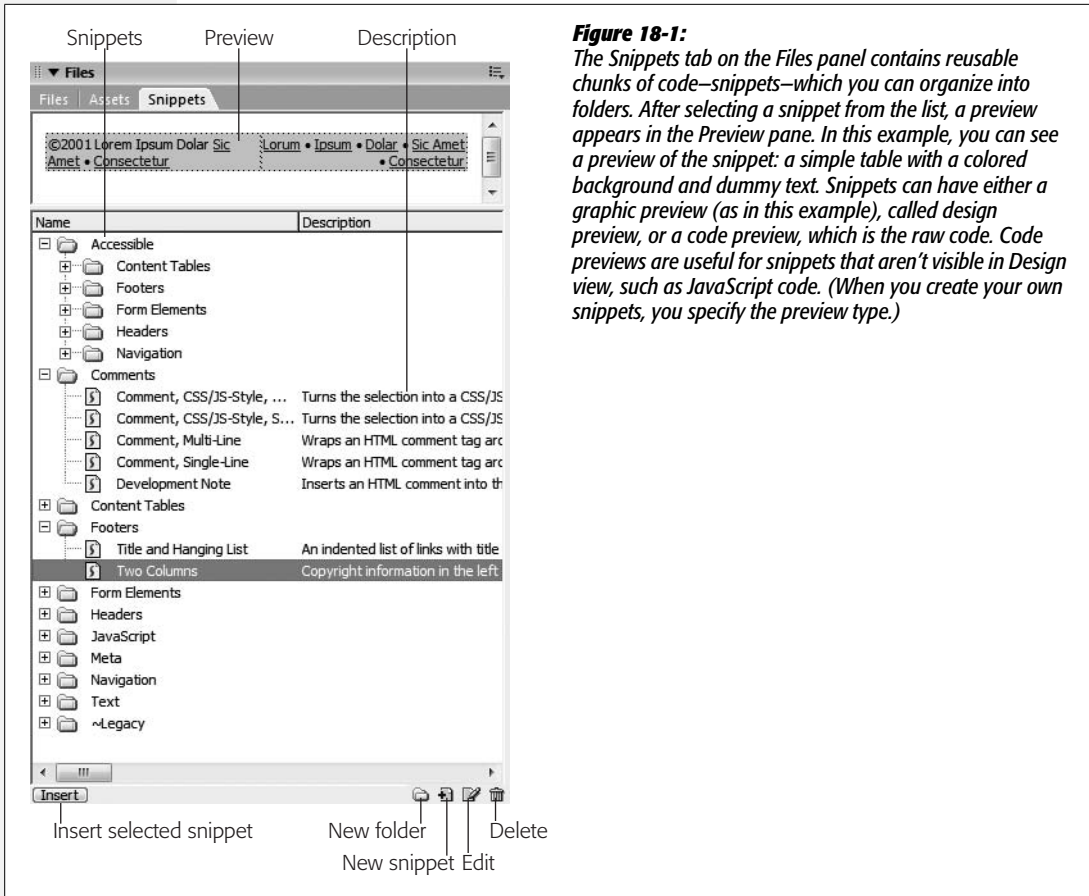 Snippets Preview Description
Files
Files Assets Snippets
©2001 Lorem Ipsum Dolar Sic
Amet • Consectetur
Lorum • Ipsum • Dolar • Sic Amet
• Consectetur
Name Description
Accessible
Content Tables
Footers
Form Elements
Headers
Navigation
Comments
Comment, CSS/JS-Style, ... Turns the selection into a CSS/JS
Comment, CSS/JS-Style, S... Turns the selection into a CSS/JS
Comment, Multi-Line Wraps an HTML comment tag arc
Comment, Single-Line Wraps an HTML comment tag arc
Development Note Inserts an HTML comment into th
Content Tables
Footers
Title and Hanging List An indented list of links with title
Two Columns Copyright information in the left
Form Elements
Headers
JavaScript
Meta
Navigation
Text
~Legacy
Insert
Insert selected snippet New folder Delete
New snippet Edit
Figure 18-1:
The Snippets tab on the Files panel contains reusable
chunks of code—snippets—which you can organize into
folders. After selecting a snippet from the list, a preview
appears in the Preview pane. In this example, you can see
a preview of the snippet: a simple table with a colored
background and dummy text. Snippets can have either a
graphic preview (as in this example), called design
preview, or a code preview, which is the raw code. Code
previews are useful for snippets that aren't visible in Design
view, such as JavaScript code. (When you create your own
snippets, you specify the preview type.)